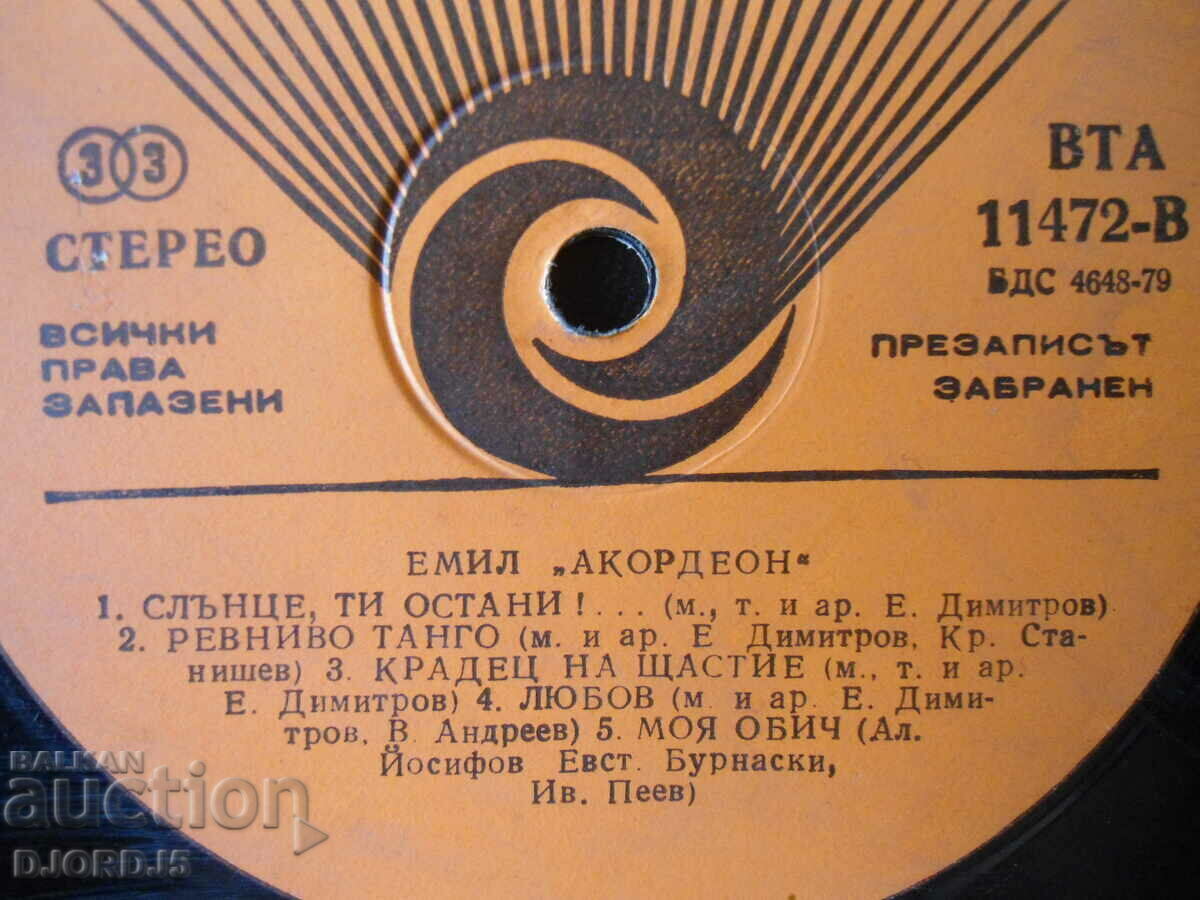 33
СТЕРЕО
ВСИЧКИ
ПРАВА
ЗАПАЗЕНИ
ВТА
11472-В
БДС 4648-79
ПРЕЗАПИСЪТ
ЗАБРАНЕН
ЕМИЛ „АКОРДЕОН“
1. СЛЪНЦЕ, ТИ ОСТАНИ!... (м., т. и ар. Е. Димитров)
2. РЕВНИВО ТАНГО (м. и ар. Е Димитров, Кр. Ста-
нишев) 3. КРАДЕЦ НА ЩАСТИЕ (м., т. и ар.
Е. Димитров) 4. ЛЮБОВ (м и ар. Е. Дими-
тров, В. Андреев) 5. МОЯ ОБИЧ (Ал.
Йосифов Евст. Бурнаски,
Ив. Пеев)
BALKAN
auction
DJORDJ5